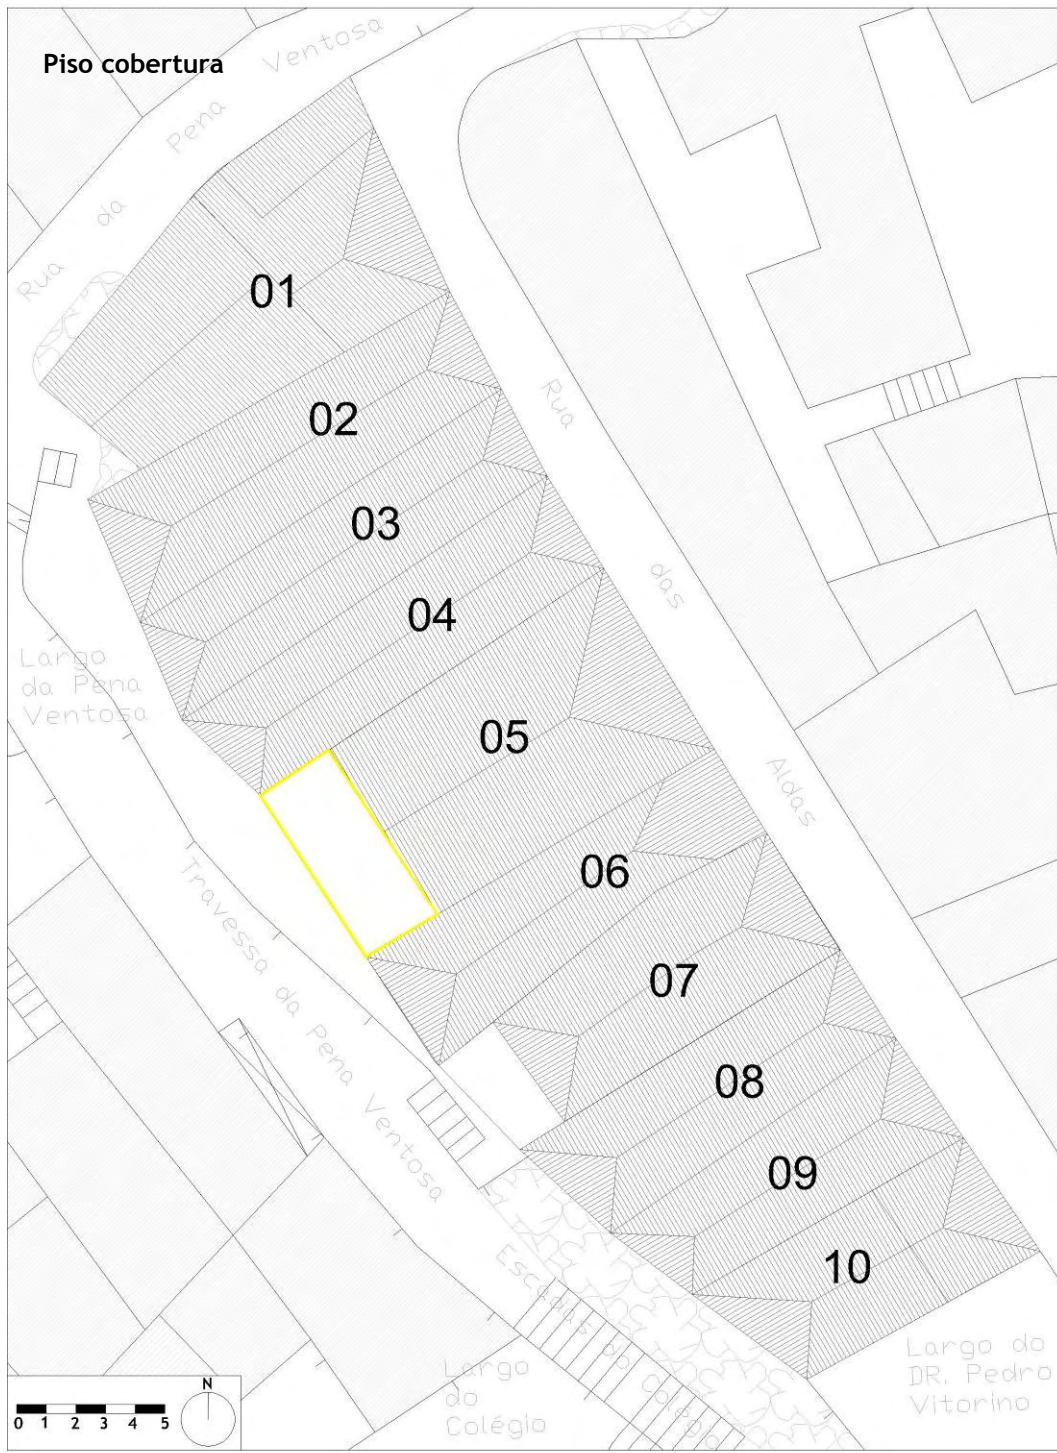 Piso cobertura
Rua da Pena Ventosa
01
02
Rua das Aldas
03
04
Largo
da Pena
Ventosa
05
06
Travessa da Pena Ventosa
07
08
09
10
Escadas do Colégio
Largo
do
Colégio
Largo do
DR. Pedro
Vitorino
N
0 1 2 3 4 5